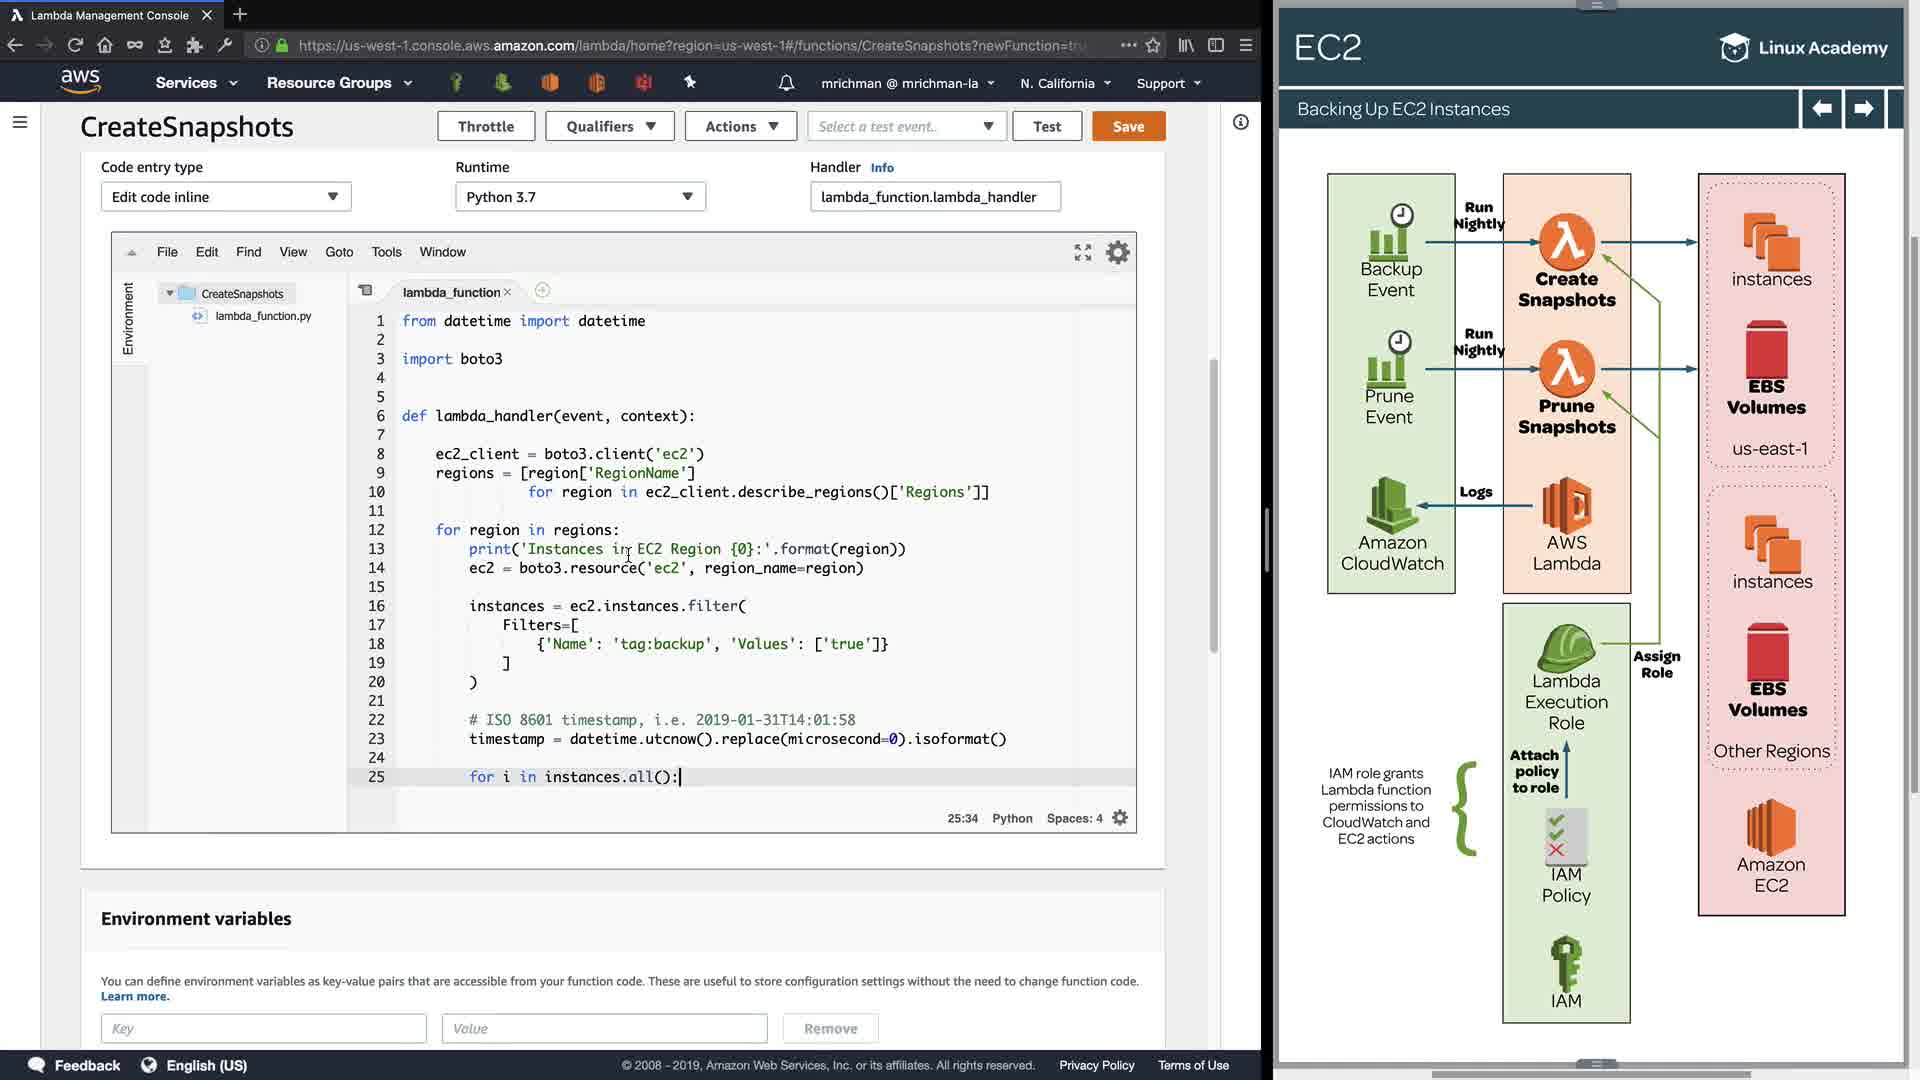 Lambda Management Console
https://us-west-1.console.aws.amazon.com/lambda/home?region=us-west-1#/functions/CreateSnapshots?newFunction=tru
aws
Services
Resource Groups
mrichman @ mrichman-la
N. California
Support
CreateSnapshots
Throttle
Qualifiers
Actions
Select a test event..
Test
Save
Code entry type
Runtime
Handler Info
Edit code inline
Python 3.7
lambda_function.lambda_handler
File Edit Find View Goto Tools Window
Environment
CreateSnapshots
lambda_function.py
lambda_function
1 from datetime import datetime
2
3 import boto3
4
5
6 def lambda_handler(event, context):
7
8 ec2_client = boto3.client('ec2')
9 regions = [region['RegionName']
10 for region in ec2_client.describe_regions()['Regions']]
11
12 for region in regions:
13 print('Instances in EC2 Region {0}:'.format(region))
14 ec2 = boto3.resource('ec2', region_name=region)
15
16 instances = ec2.instances.filter(
17 Filters=[
18 {'Name': 'tag:backup', 'Values': ['true']}
19 ]
20 )
21
22 # ISO 8601 timestamp, i.e. 2019-01-31T14:01:58
23 timestamp = datetime.utcnow().replace(microsecond=0).isoformat()
24
25 for i in instances.all():
25:34 Python Spaces: 4
Environment variables
You can define environment variables as key-value pairs that are accessible from your function code. These are useful to store configuration settings without the need to change function code.
Learn more.
Key
Value
Remove
Feedback
English (US)
© 2008 - 2019, Amazon Web Services, Inc. or its affiliates. All rights reserved.
Privacy Policy
Terms of Use
EC2
Linux Academy
Backing Up EC2 Instances
Backup
Event
Run
Nightly
Create
Snapshots
instances
Prune
Event
Run
Nightly
Prune
Snapshots
EBS
Volumes
us-east-1
Amazon
CloudWatch
Logs
AWS
Lambda
instances
Lambda
Execution
Role
Assign
Role
EBS
Volumes
Other Regions
Attach
policy
to role
IAM role grants
Lambda function
permissions to
CloudWatch and
EC2 actions
IAM
Policy
Amazon
EC2
IAM